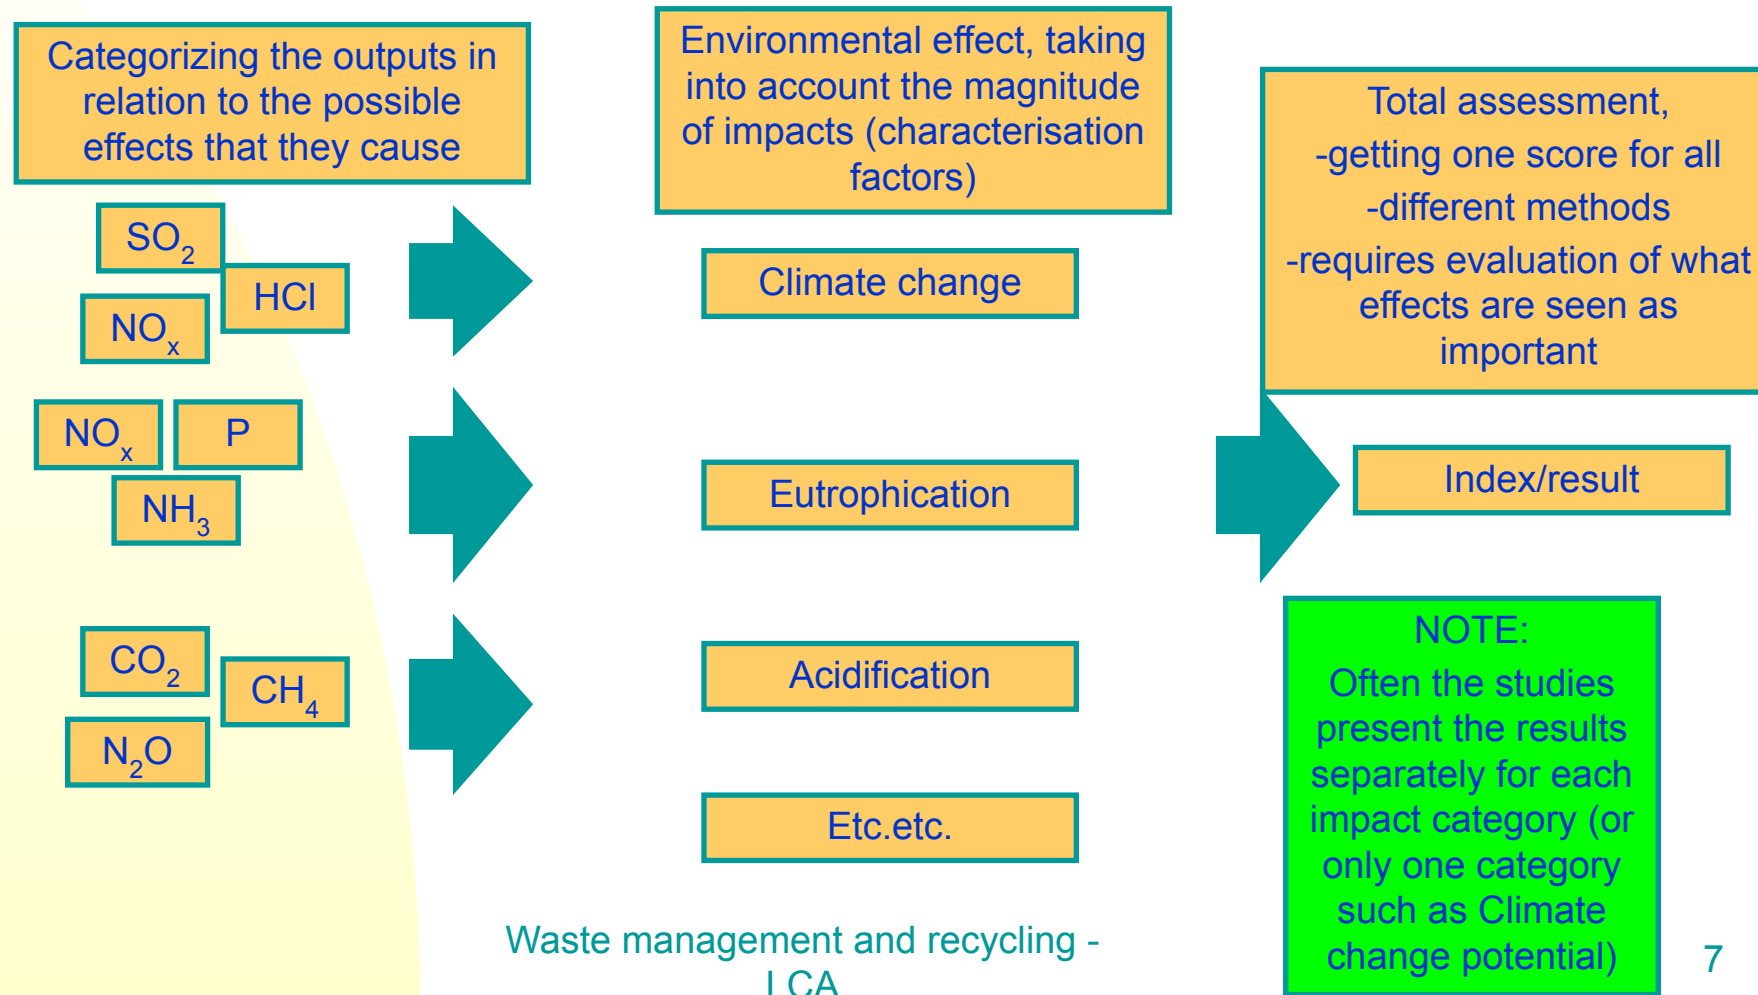 Categorizing the outputs in
relation to the possible
effects that they cause
SO2
HCl
NOx
NOx
P
NH3
CO2
CH4
N2O
Environmental effect, taking
into account the magnitude
of impacts (characterisation
factors)
Climate change
Eutrophication
Acidification
Etc.etc.
Total assessment,
-getting one score for all
-different methods
-requires evaluation of what
effects are seen as
important
Index/result
NOTE:
Often the studies
present the results
separately for each
impact category (or
only one category
such as Climate
change potential)
Waste management and recycling -
LCA
7